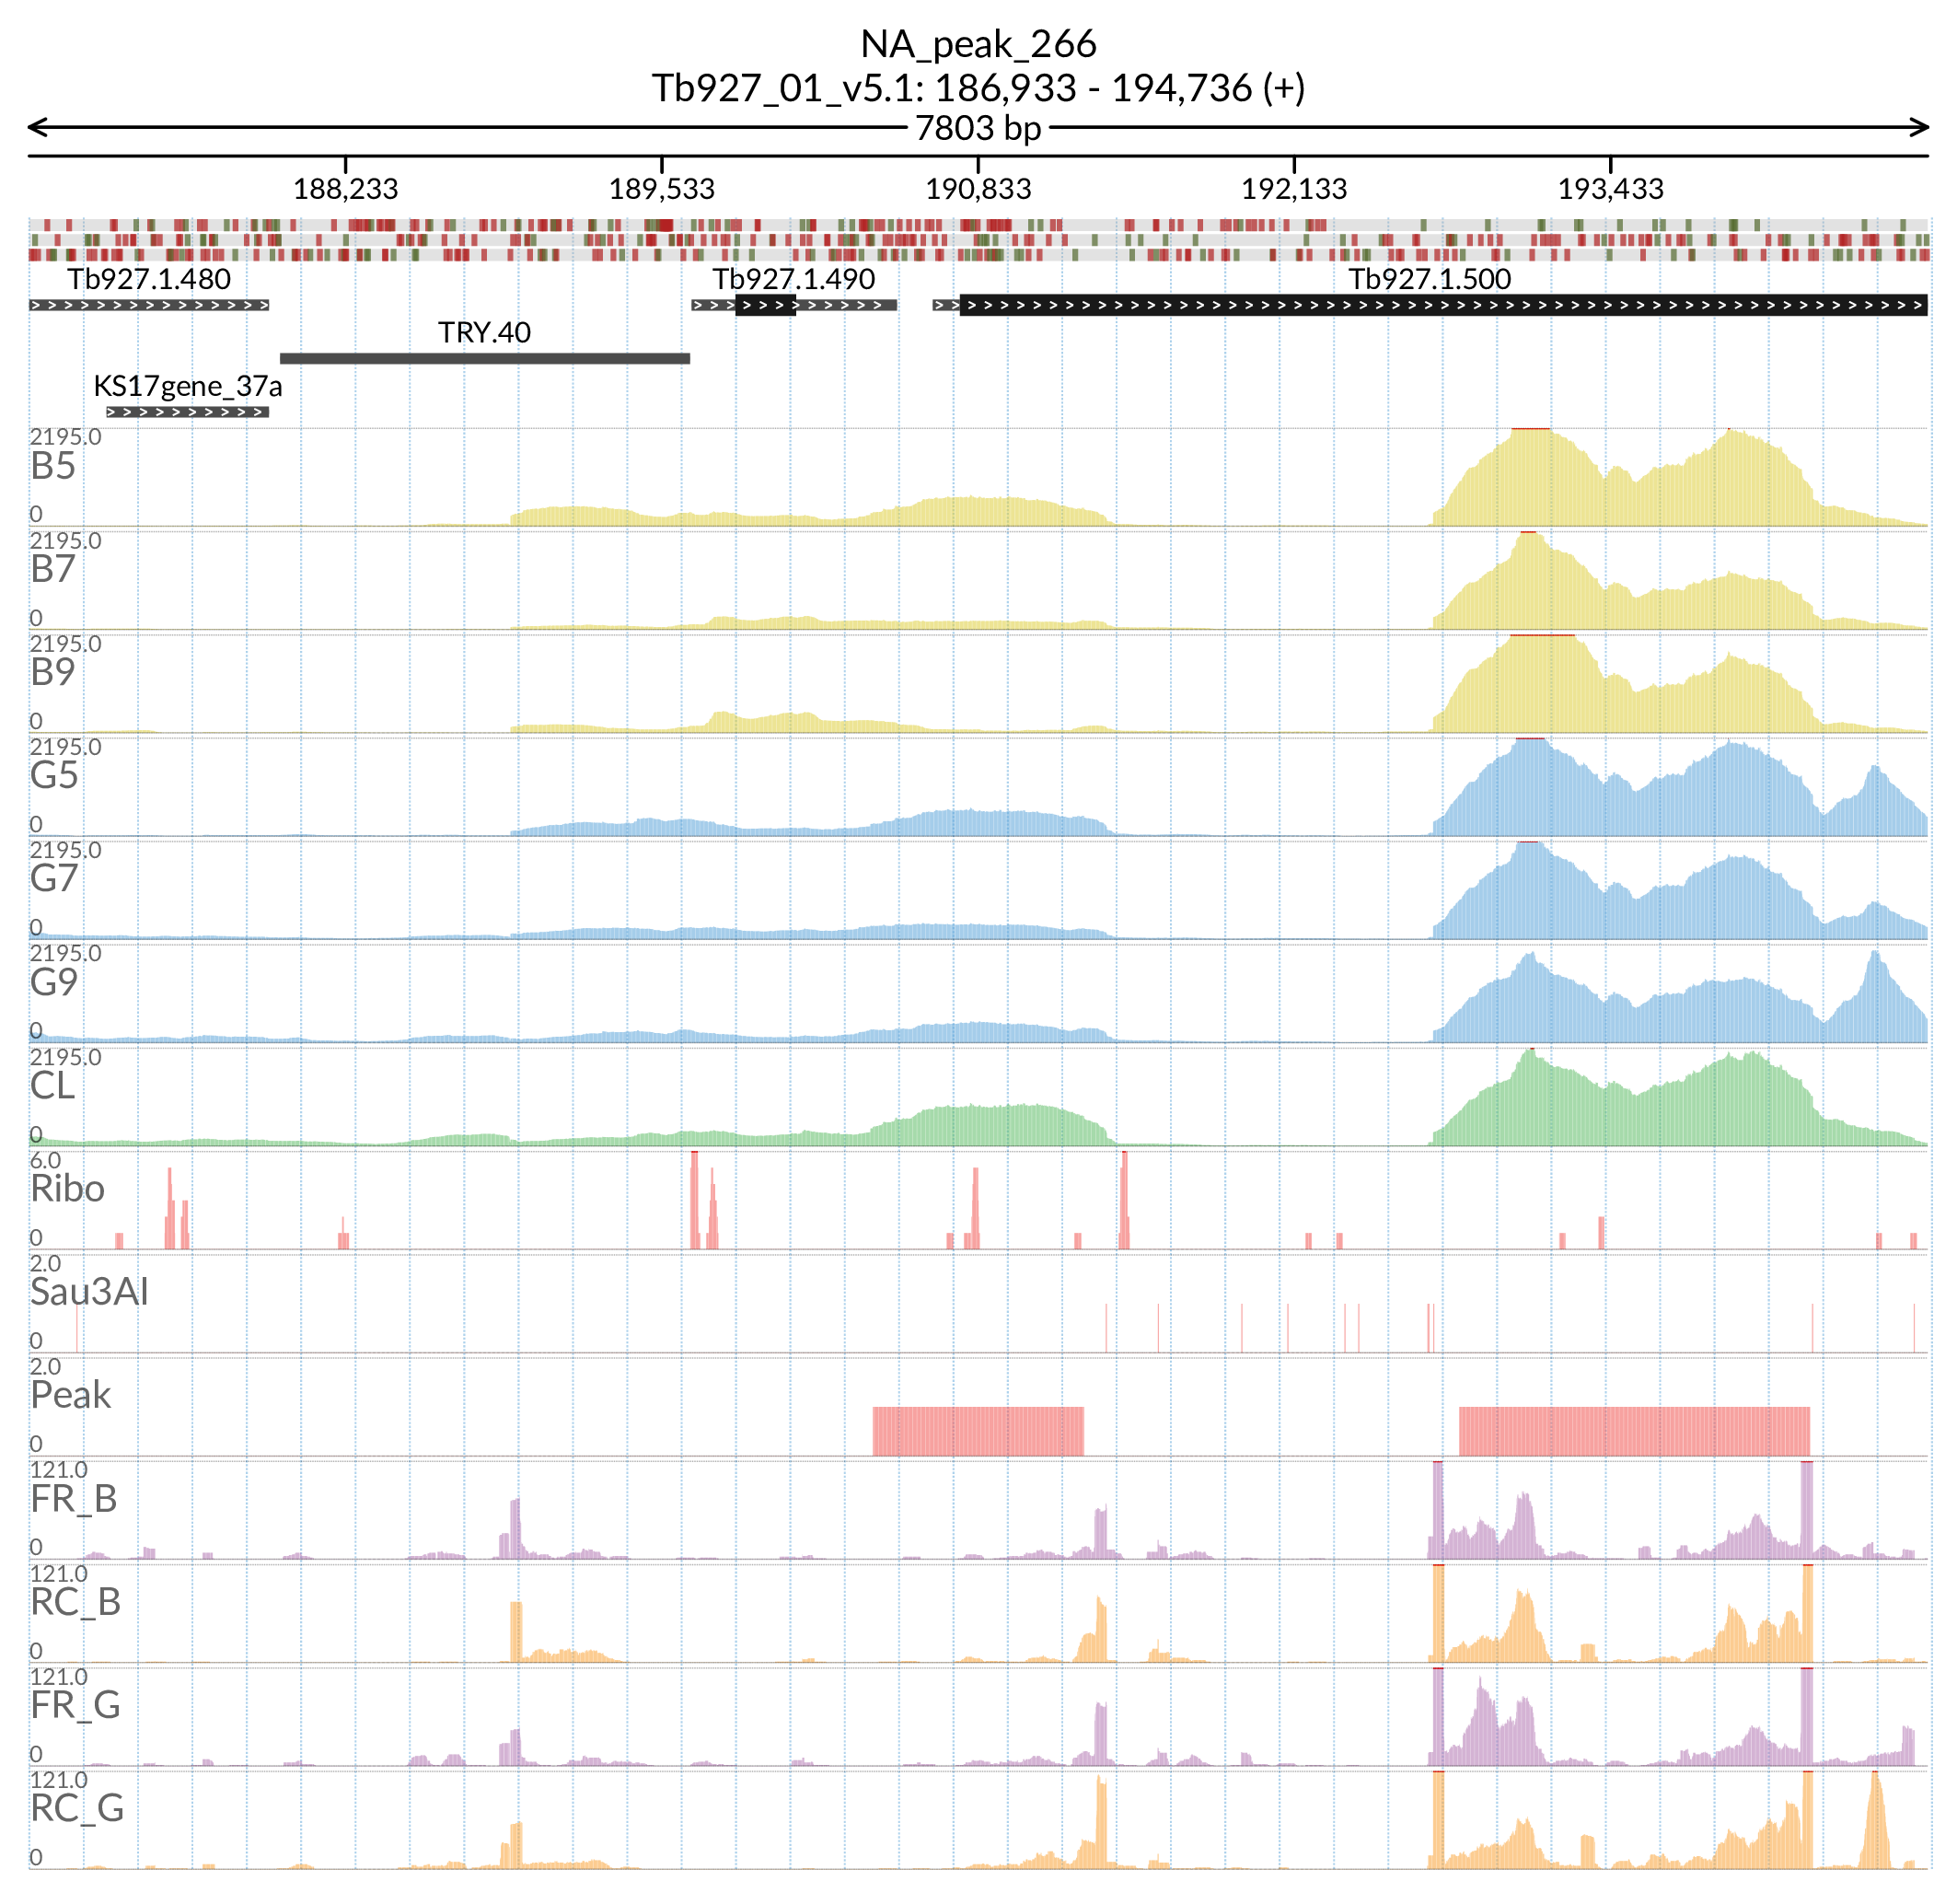 NA_peak_266
Tb927_01_v5.1: 186,933 - 194,736 (+)
7803 bp
188,233 189,533 190,833 192,133 193,433
Tb927.1.480 Tb927.1.490 Tb927.1.500
TRY.40
KS17gene_37a
2195.0
B5
0
2195.0
B7
0
2195.0
B9
0
2195.0
G5
0
2195.0
G7
0
2195.0
G9
0
2195.0
CL
0
6.0
Ribo
0
2.0
Sau3AI
0
2.0
Peak
0
121.0
FR_B
0
121.0
RC_B
0
121.0
FR_G
0
121.0
RC_G
0